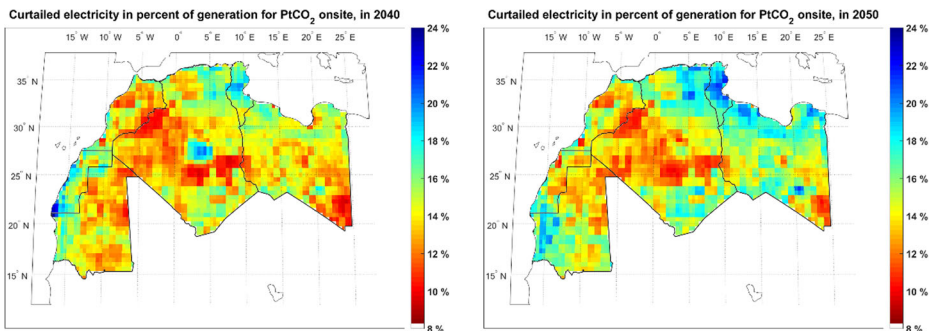 Curtailed electricity in percent of generation for PtCO₂ onsite, in 2040
15° W 10° W 5° W 0° 5° E 10° E 15° E 20° E 25° E
35° N
30° N
25° N
20° N
15° N
24 %
22 %
20 %
18 %
16 %
14 %
12 %
10 %
8 %
Curtailed electricity in percent of generation for PtCO₂ onsite, in 2050
15° W 10° W 5° W 0° 5° E 10° E 15° E 20° E 25° E
35° N
30° N
25° N
20° N
15° N
24 %
22 %
20 %
18 %
16 %
14 %
12 %
10 %
8 %